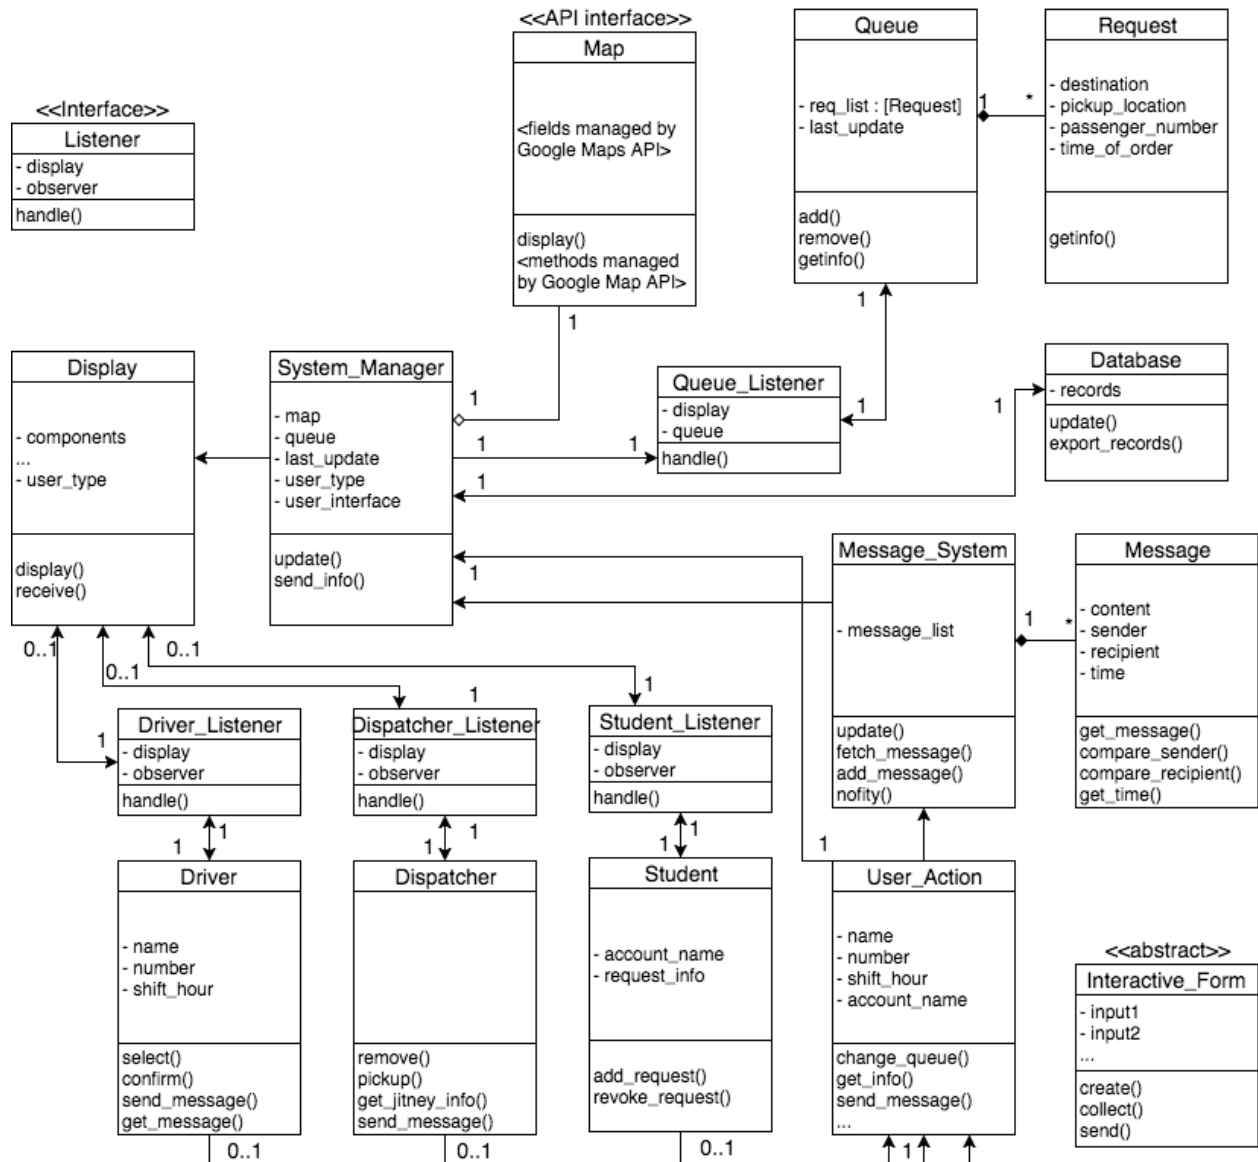 <<API interface>>
Map
<fields managed by
Google Maps API>
display()
<methods managed
by Google Map API>
1
Queue
- req_list : [Request]
- last_update
add()
remove()
getinfo()
1
1
*
Request
- destination
- pickup_location
- passenger_number
- time_of_order
getinfo()
<<Interface>>
Listener
- display
- observer
handle()
Display
- components
...
- user_type
display()
receive()
System_Manager
- map
- queue
- last_update
- user_type
- user_interface
update()
send_info()
1
1
1
1
1
Queue_Listener
- display
- queue
handle()
1
1
Database
- records
update()
export_records()
Message_System
- message_list
update()
fetch_message()
add_message()
nofity()
1
*
Message
- content
- sender
- recipient
- time
get_message()
compare_sender()
compare_recipient()
get_time()
0..1
0..1
0..1
1
1
1
Driver_Listener
- display
- observer
handle()
1
1
Dispatcher_Listener
- display
- observer
handle()
1
1
Student_Listener
- display
- observer
handle()
1
1
1
Driver
- name
- number
- shift_hour
select()
confirm()
send_message()
get_message()
0..1
Dispatcher
remove()
pickup()
get_jitney_info()
send_message()
0..1
Student
- account_name
- request_info
add_request()
revoke_request()
0..1
User_Action
- name
- number
- shift_hour
- account_name
change_queue()
get_info()
send_message()
...
1
<<abstract>>
Interactive_Form
- input1
- input2
...
create()
collect()
send()